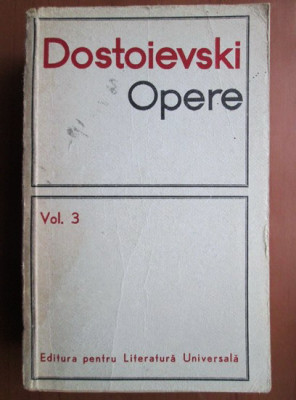 Dostoievski
Opere
Vol. 3
Editura pentru Literatură Universală